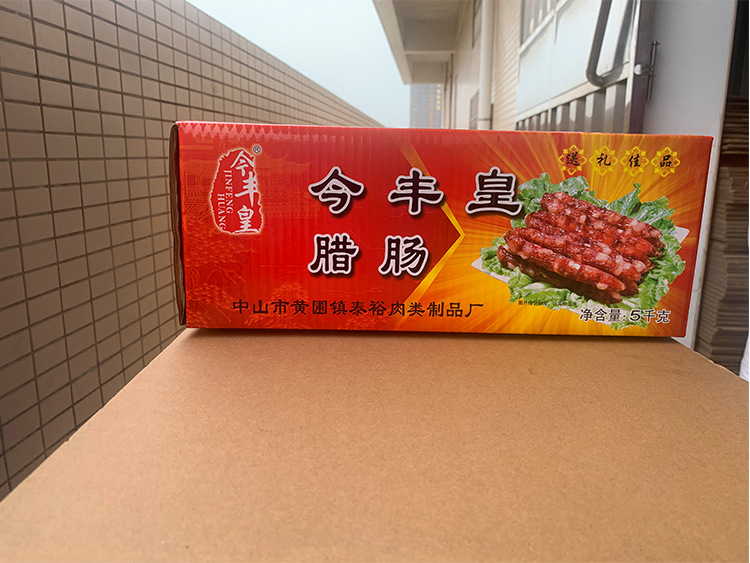 今丰皇®
JINFENG
HUANG
今丰皇
腊肠
中山市黄圃镇泰裕肉类制品厂
送礼佳品
净含量:5千克